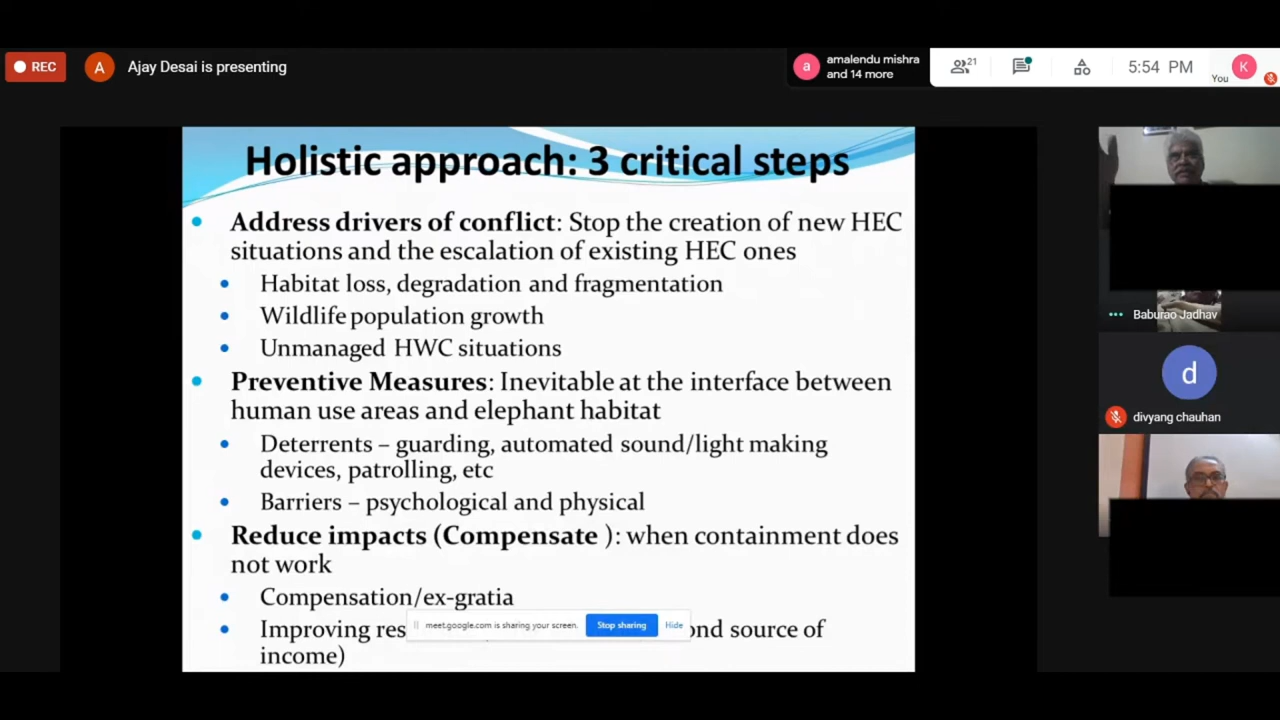 REC
A
Ajay Desai is presenting
a
amalendu mishra
and 14 more
21
5:54 PM
You
K
Holistic approach: 3 critical steps
Address drivers of conflict: Stop the creation of new HEC
situations and the escalation of existing HEC ones
Habitat loss, degradation and fragmentation
Wildlife population growth
Unmanaged HWC situations
Preventive Measures: Inevitable at the interface between
human use areas and elephant habitat
Deterrents – guarding, automated sound/light making
devices, patrolling, etc
Barriers – psychological and physical
Reduce impacts (Compensate ): when containment does
not work
Compensation/ex-gratia
Improving source of
income)
meet.google.com is sharing your screen.
Stop sharing
Hide
Baburao Jadhav
d
divyang chauhan